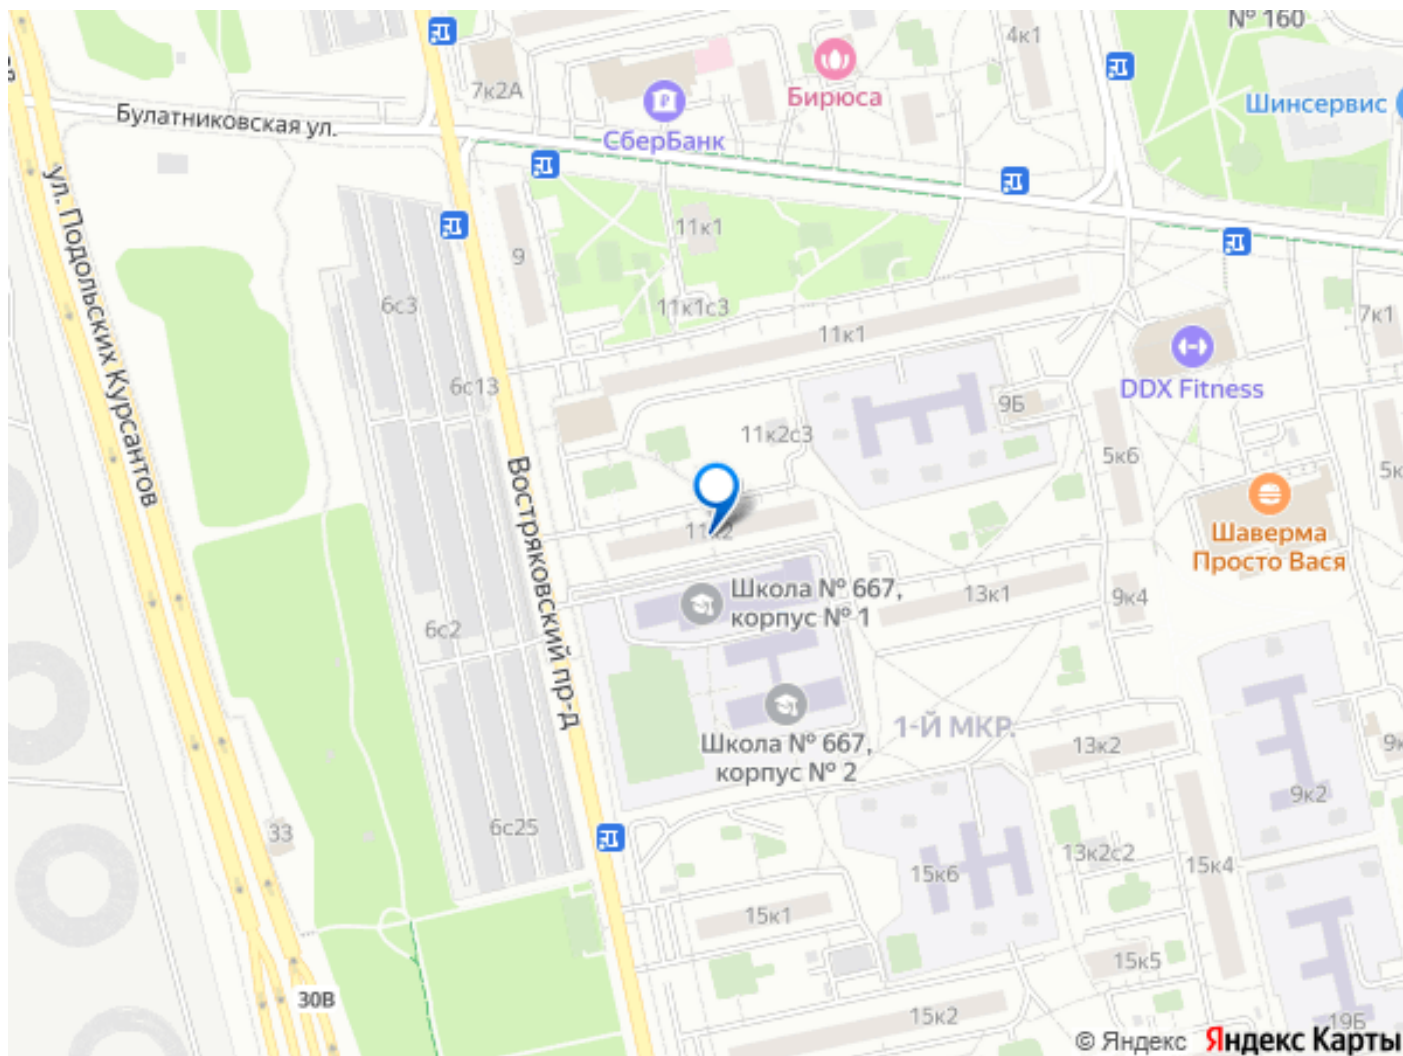 № 160
4к1
7к2А
Бирюса
Шинсервис
СберБанк
Булатниковская ул.
ул. Подольских Курсантов
11к1
9
6с3
11к1с3
11к1
7к1
6с13
DDX Fitness
9Б
11к2с3
5к6
Востряковский пр-д
Шаверма
Просто Вася
Школа № 667,
корпус № 1
13к1
9к4
6с2
1-Й МКР.
Школа № 667,
корпус № 2
13к2
9к2
33
6с25
13к2с2
15к4
15к6
15к1
15к5
30В
15к2
19Б
© Яндекс Яндекс Карты